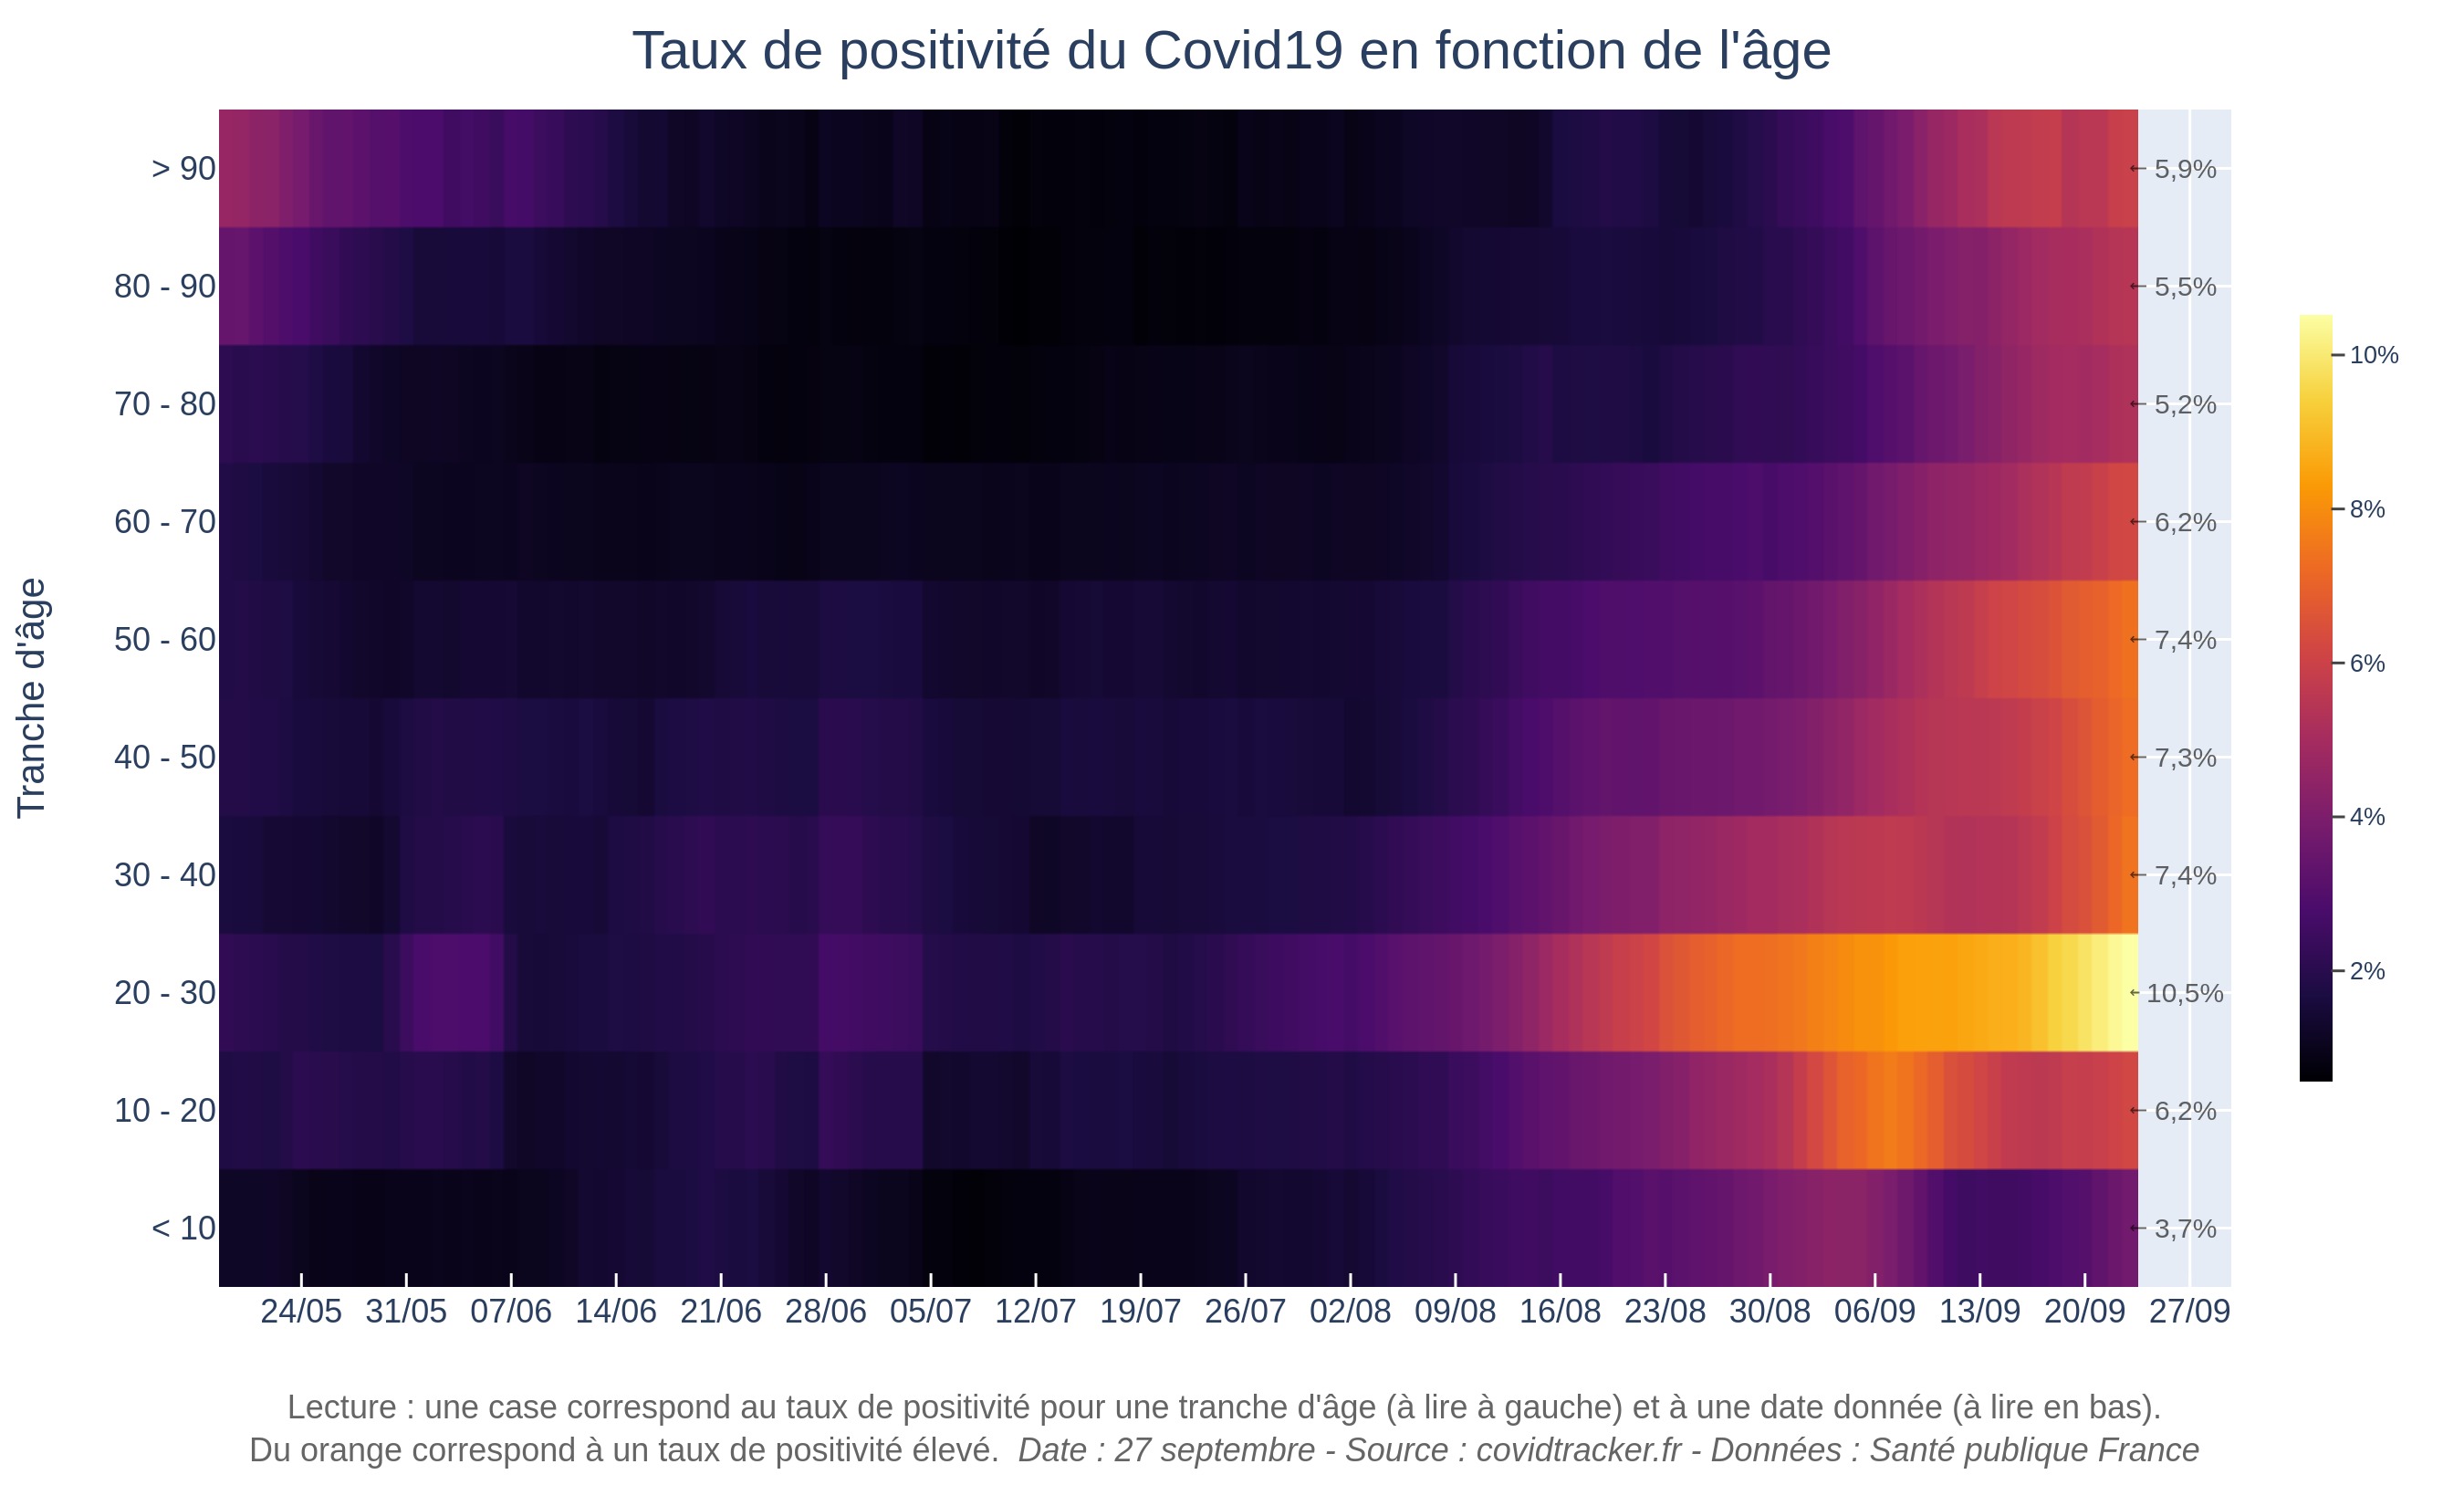 Taux de positivité du Covid19 en fonction de l'âge
Tranche d'âge
> 90
80 - 90
70 - 80
60 - 70
50 - 60
40 - 50
30 - 40
20 - 30
10 - 20
< 10
5,9%
5,5%
5,2%
6,2%
7,4%
7,3%
7,4%
10,5%
6,2%
3,7%
10%
8%
6%
4%
2%
24/05 31/05 07/06 14/06 21/06 28/06 05/07 12/07 19/07 26/07 02/08 09/08 16/08 23/08 30/08 06/09 13/09 20/09 27/09
Lecture : une case correspond au taux de positivité pour une tranche d'âge (à lire à gauche) et à une date donnée (à lire en bas).
Du orange correspond à un taux de positivité élevé. Date : 27 septembre - Source : covidtracker.fr - Données : Santé publique France